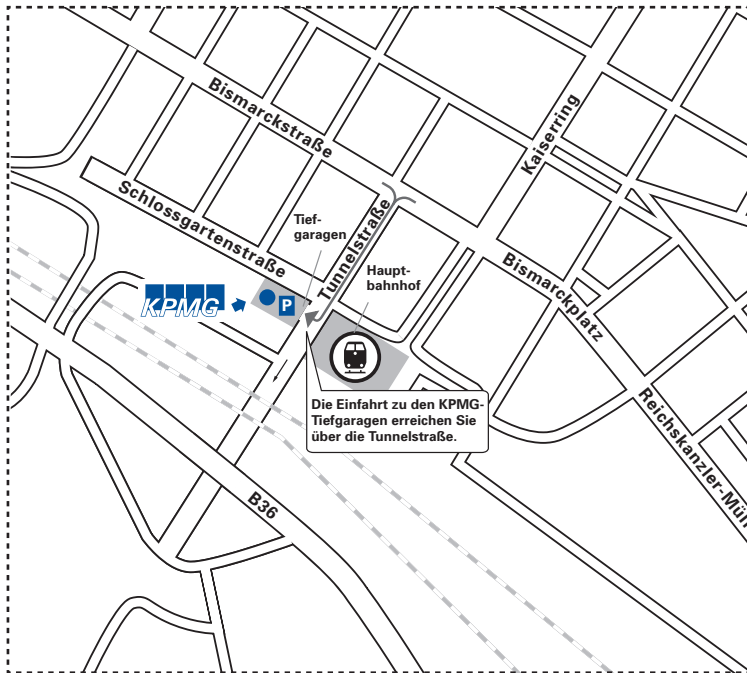 Bismarckstraße
Kaiserring
Schlossgartenstraße
Tief-
garagen
Tunnelstraße
Haupt-
bahnhof
Bismarckplatz
KPMG
P
Die Einfahrt zu den KPMG-
Tiefgaragen erreichen Sie
über die Tunnelstraße.
Reichskanzler-Mül
B36